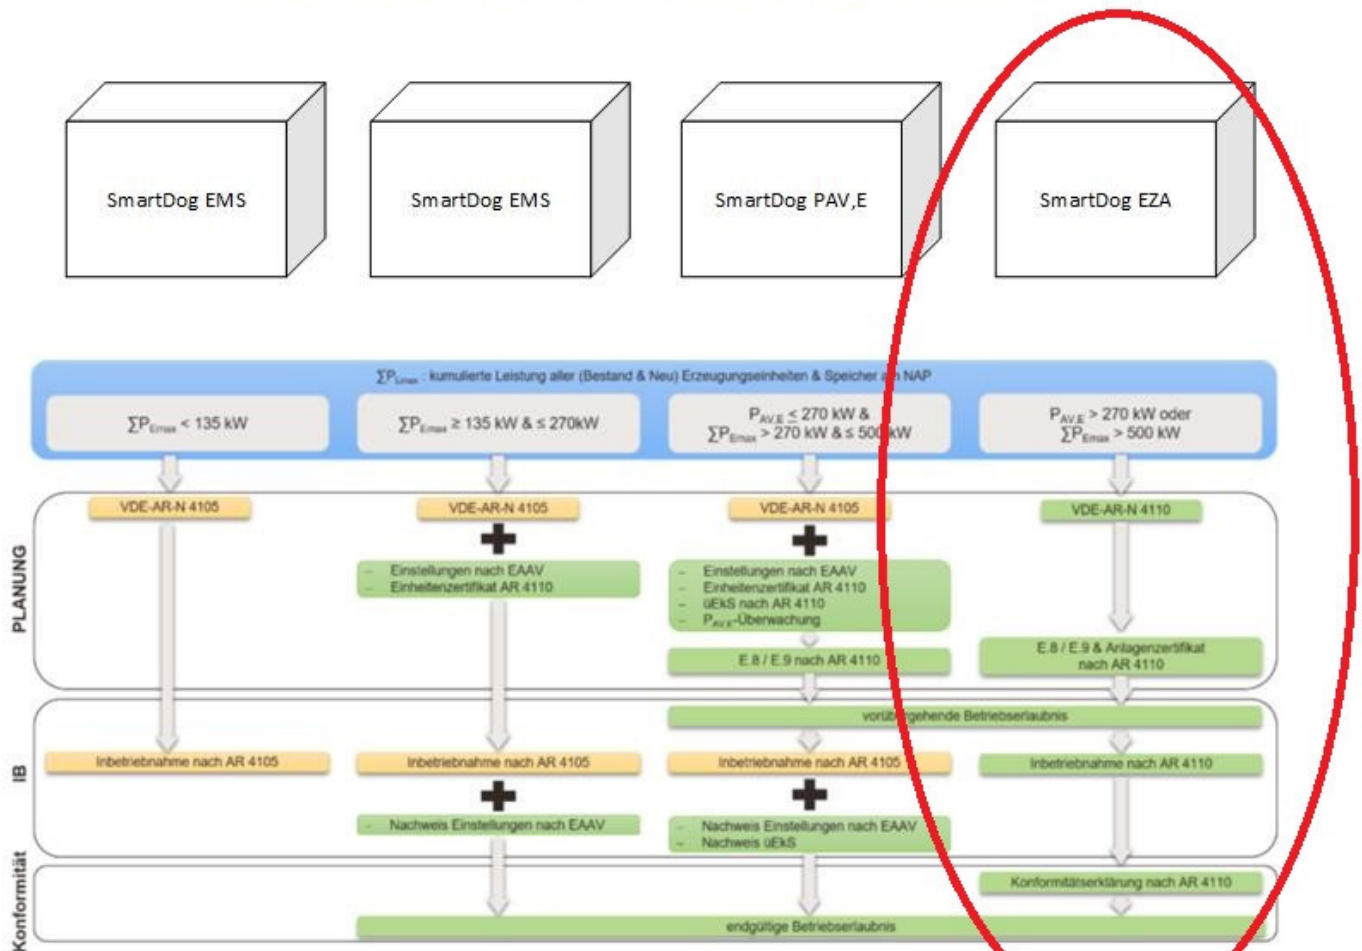 SmartDog EMS
SmartDog EMS
SmartDog PAV,E
SmartDog EZA
∑P : kumulierte Leistung aller (Bestand & Neu) Erzeugungseinheiten & Speicher am NAP
∑PEmax < 135 kW
∑PEmax ≥ 135 kW & ≤ 270kW
PAV,E ≤ 270 kW &
∑PEmax > 270 kW & ≤ 500 kW
PAV,E > 270 kW oder
∑PEmax > 500 kW
PLANUNG
VDE-AR-N 4105
VDE-AR-N 4105
VDE-AR-N 4105
VDE-AR-N 4110
– Einstellungen nach EAAV
– Einheitenzertifikat AR 4110
– Einstellungen nach EAAV
– Einheitenzertifikat AR 4110
– üEkS nach AR 4110
– PAV,E-Überwachung
E.8 / E.9 nach AR 4110
E.8 / E.9 & Anlagenzertifikat
nach AR 4110
IB
vorübergehende Betriebserlaubnis
Inbetriebnahme nach AR 4105
Inbetriebnahme nach AR 4105
Inbetriebnahme nach AR 4105
Inbetriebnahme nach AR 4110
– Nachweis Einstellungen nach EAAV
– Nachweis Einstellungen nach EAAV
– Nachweis üEkS
Konformität
Konformitätserklärung nach AR 4110
endgültige Betriebserlaubnis